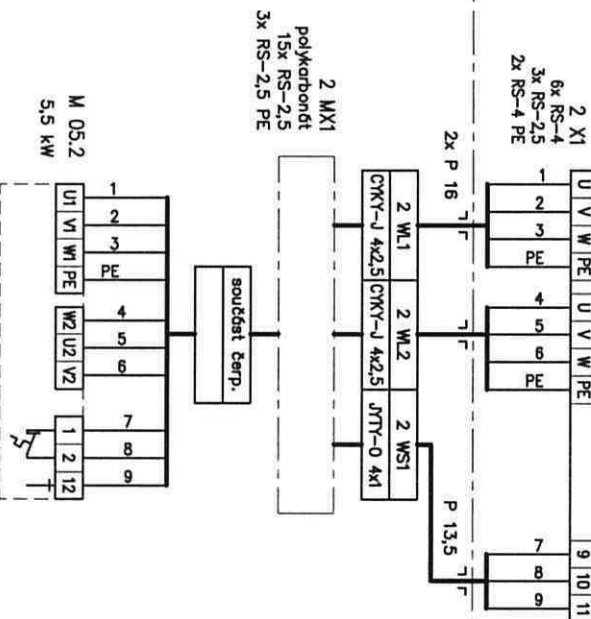 2 X1
6x RS-4
3x RS-2,5
2x RS-4 PE
U V W PE U V W PE 9 10 11
1 2 3 PE 4 5 6 PE 7 8 9
2x P 16
P 13,5
2 WL1
CYKY-J 4x2,5
2 WL2
CYKY-J 4x2,5
2 WS1
JYTY-O 4x1
2 MX1
polykarbonát
15x RS-2,5
3x RS-2,5 PE
součást čerp.
1 2 3 PE 4 5 6 7 8 9
U1 V1 W1 PE W2 U2 V2 1 2 12
M 05.2
5,5 kW